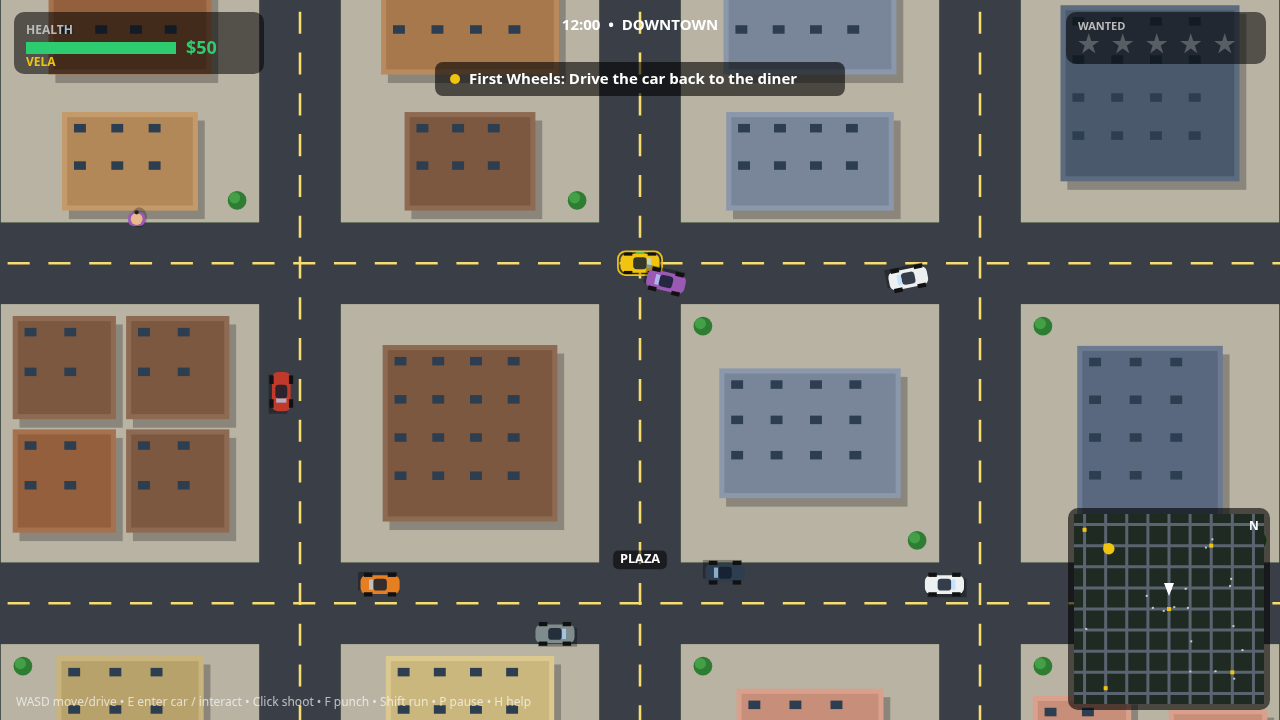 HEALTH
$50
VELA
12:00 • DOWNTOWN
WANTED
First Wheels: Drive the car back to the diner
PLAZA
N
WASD move/drive • E enter car / interact • Click shoot • F punch • Shift run • P pause • H help